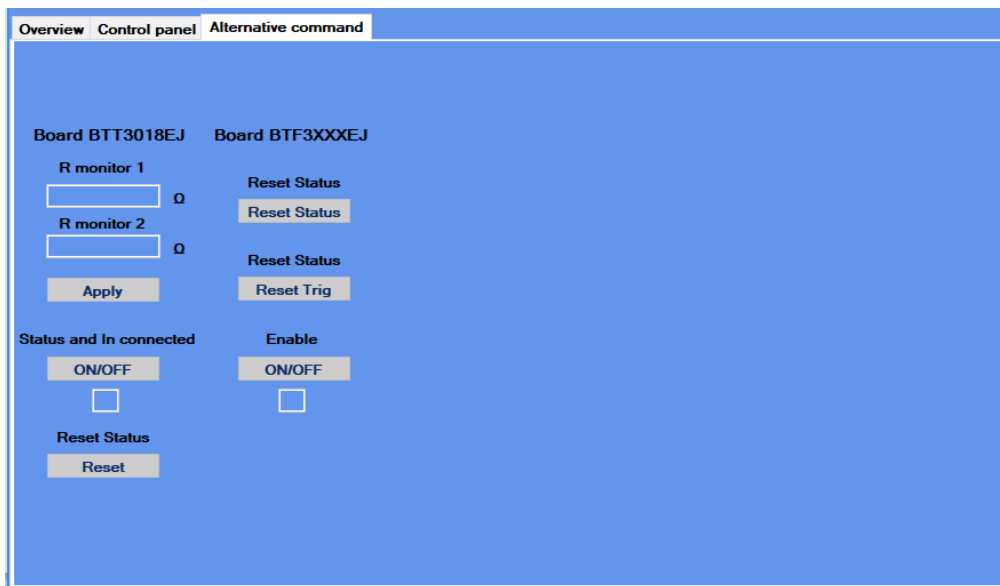 Overview Control panel Alternative command
Board BTT3018EJ
R monitor 1
Ω
R monitor 2
Ω
Apply
Status and In connected
ON/OFF
Reset Status
Reset
Board BTF3XXXEJ
Reset Status
Reset Status
Reset Status
Reset Trig
Enable
ON/OFF